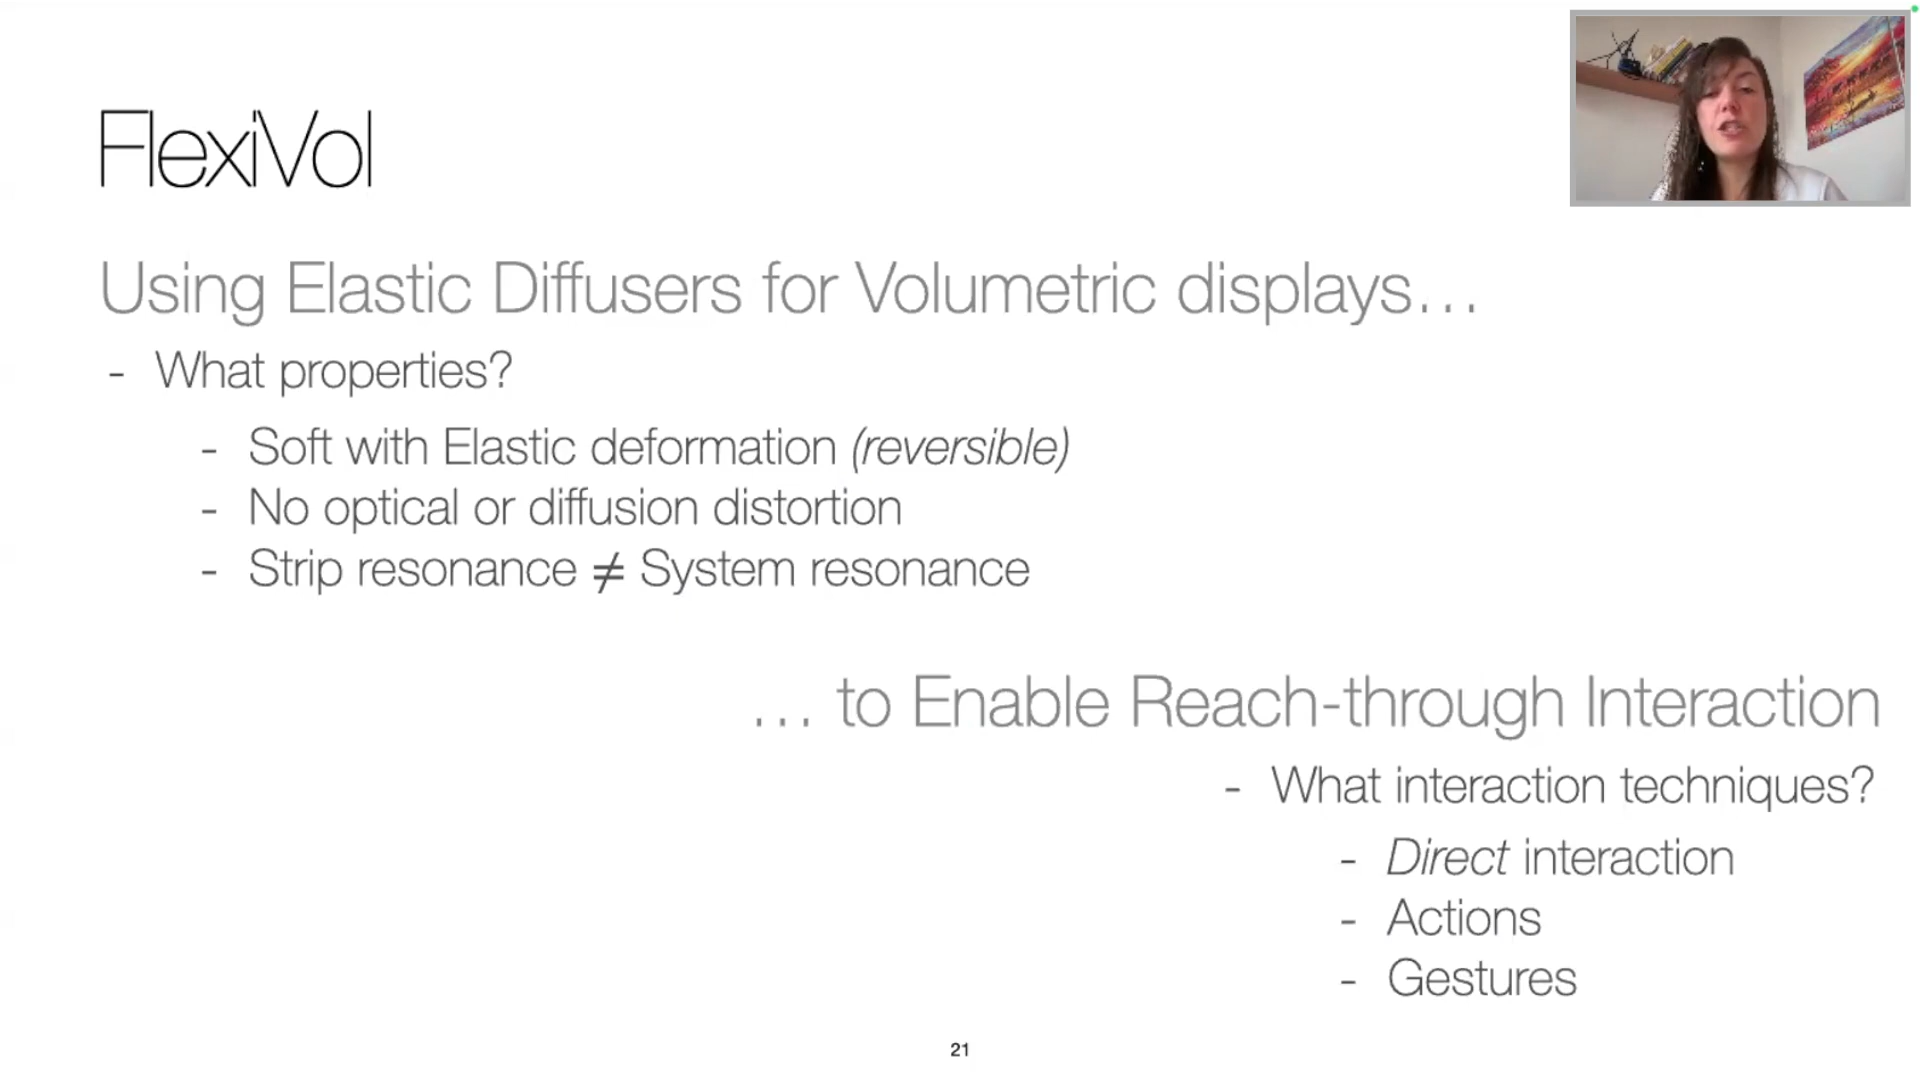 FlexiVol
Using Elastic Diffusers for Volumetric displays…
- What properties?
- Soft with Elastic deformation (reversible)
- No optical or diffusion distortion
- Strip resonance ≠ System resonance
… to Enable Reach-through Interaction
- What interaction techniques?
- Direct interaction
- Actions
- Gestures
21